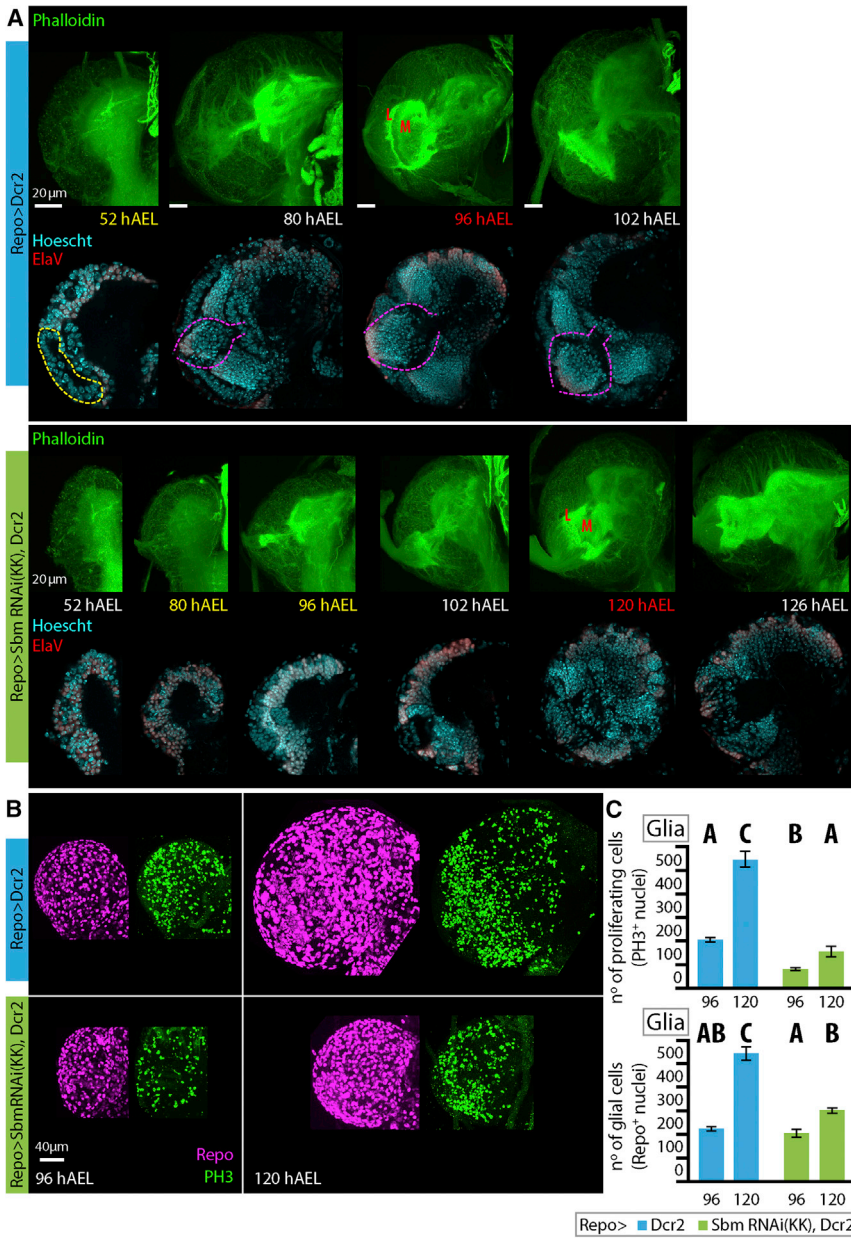 A
Phalloidin
Repo>Dcr2
L
M
20µm
52 hAEL
80 hAEL
96 hAEL
102 hAEL
Hoescht
ElaV
Phalloidin
Repo>Sbm RNAi(KK), Dcr2
L
M
20µm
52 hAEL
80 hAEL
96 hAEL
102 hAEL
120 hAEL
126 hAEL
Hoescht
ElaV
B
Repo>Dcr2
Repo>SbmRNAi(KK), Dcr2
40µm
Repo
PH3
96 hAEL
120 hAEL
C
Glia
A C B A
nº of proliferating cells
(PH3⁺ nuclei)
500
400
300
200
100
0
96 120 96 120
Glia
AB C A B
nº of glial cells
(Repo⁺ nuclei)
500
400
300
200
100
0
96 120 96 120
Repo> Dcr2 Sbm RNAi(KK), Dcr2